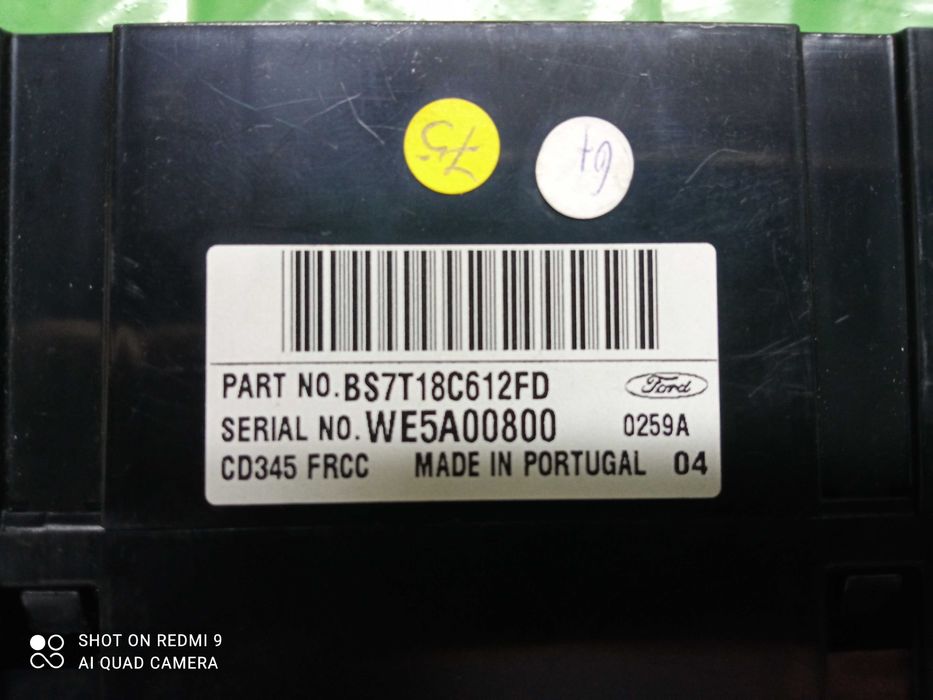 75
61
PART NO. BS7T18C612FD
Ford
SERIAL NO. WE5A00800
0259A
CD345 FRCC MADE IN PORTUGAL 04
SHOT ON REDMI 9
AI QUAD CAMERA